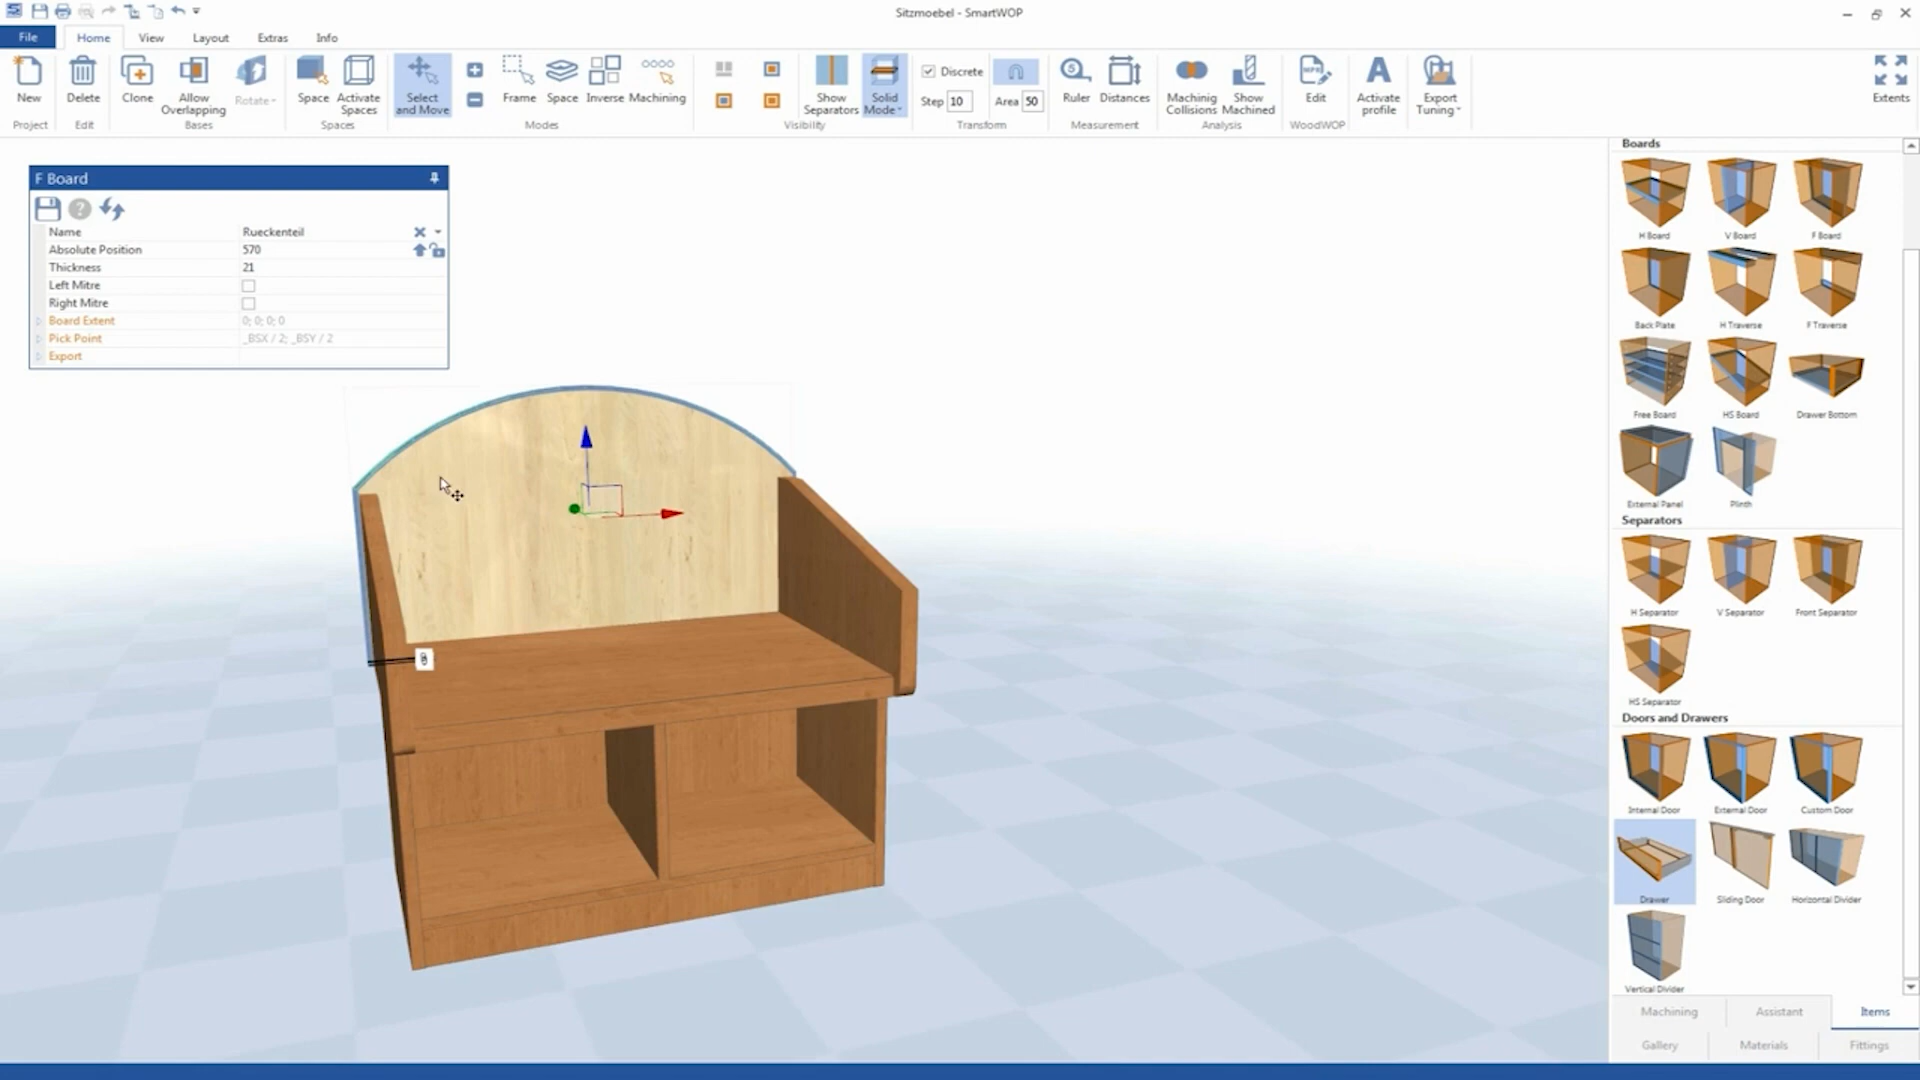 Sitzmoebel - SmartWOP
File Home View Layout Extras Info
New Delete Clone Allow Overlapping Rotate Space Activate Spaces Select and Move Frame Space Inverse Machining Show Separators Solid Mode Discrete Step 10 Area 50 Ruler Distances Machinig Collisions Show Machined Edit Activate profile Export Tuning Extents
Project Edit Bases Spaces Modes Visibility Transform Measurement Analysis WoodWOP
F Board
Name Rueckenteil
Absolute Position 570
Thickness 21
Left Mitre
Right Mitre
Board Extent 0; 0; 0; 0
Pick Point _BSX / 2; _BSY / 2
Export
Boards
H Board V Board F Board
Back Plate H Traverse F Traverse
Free Board HS Board Drawer Bottom
External Panel Plinth
Separators
H Separator V Separator Front Separator
HS Separator
Doors and Drawers
Internal Door External Door Custom Door
Drawer Sliding Door Horizontal Divider
Vertical Divider
Machining Assistant Items
Gallery Materials Fittings